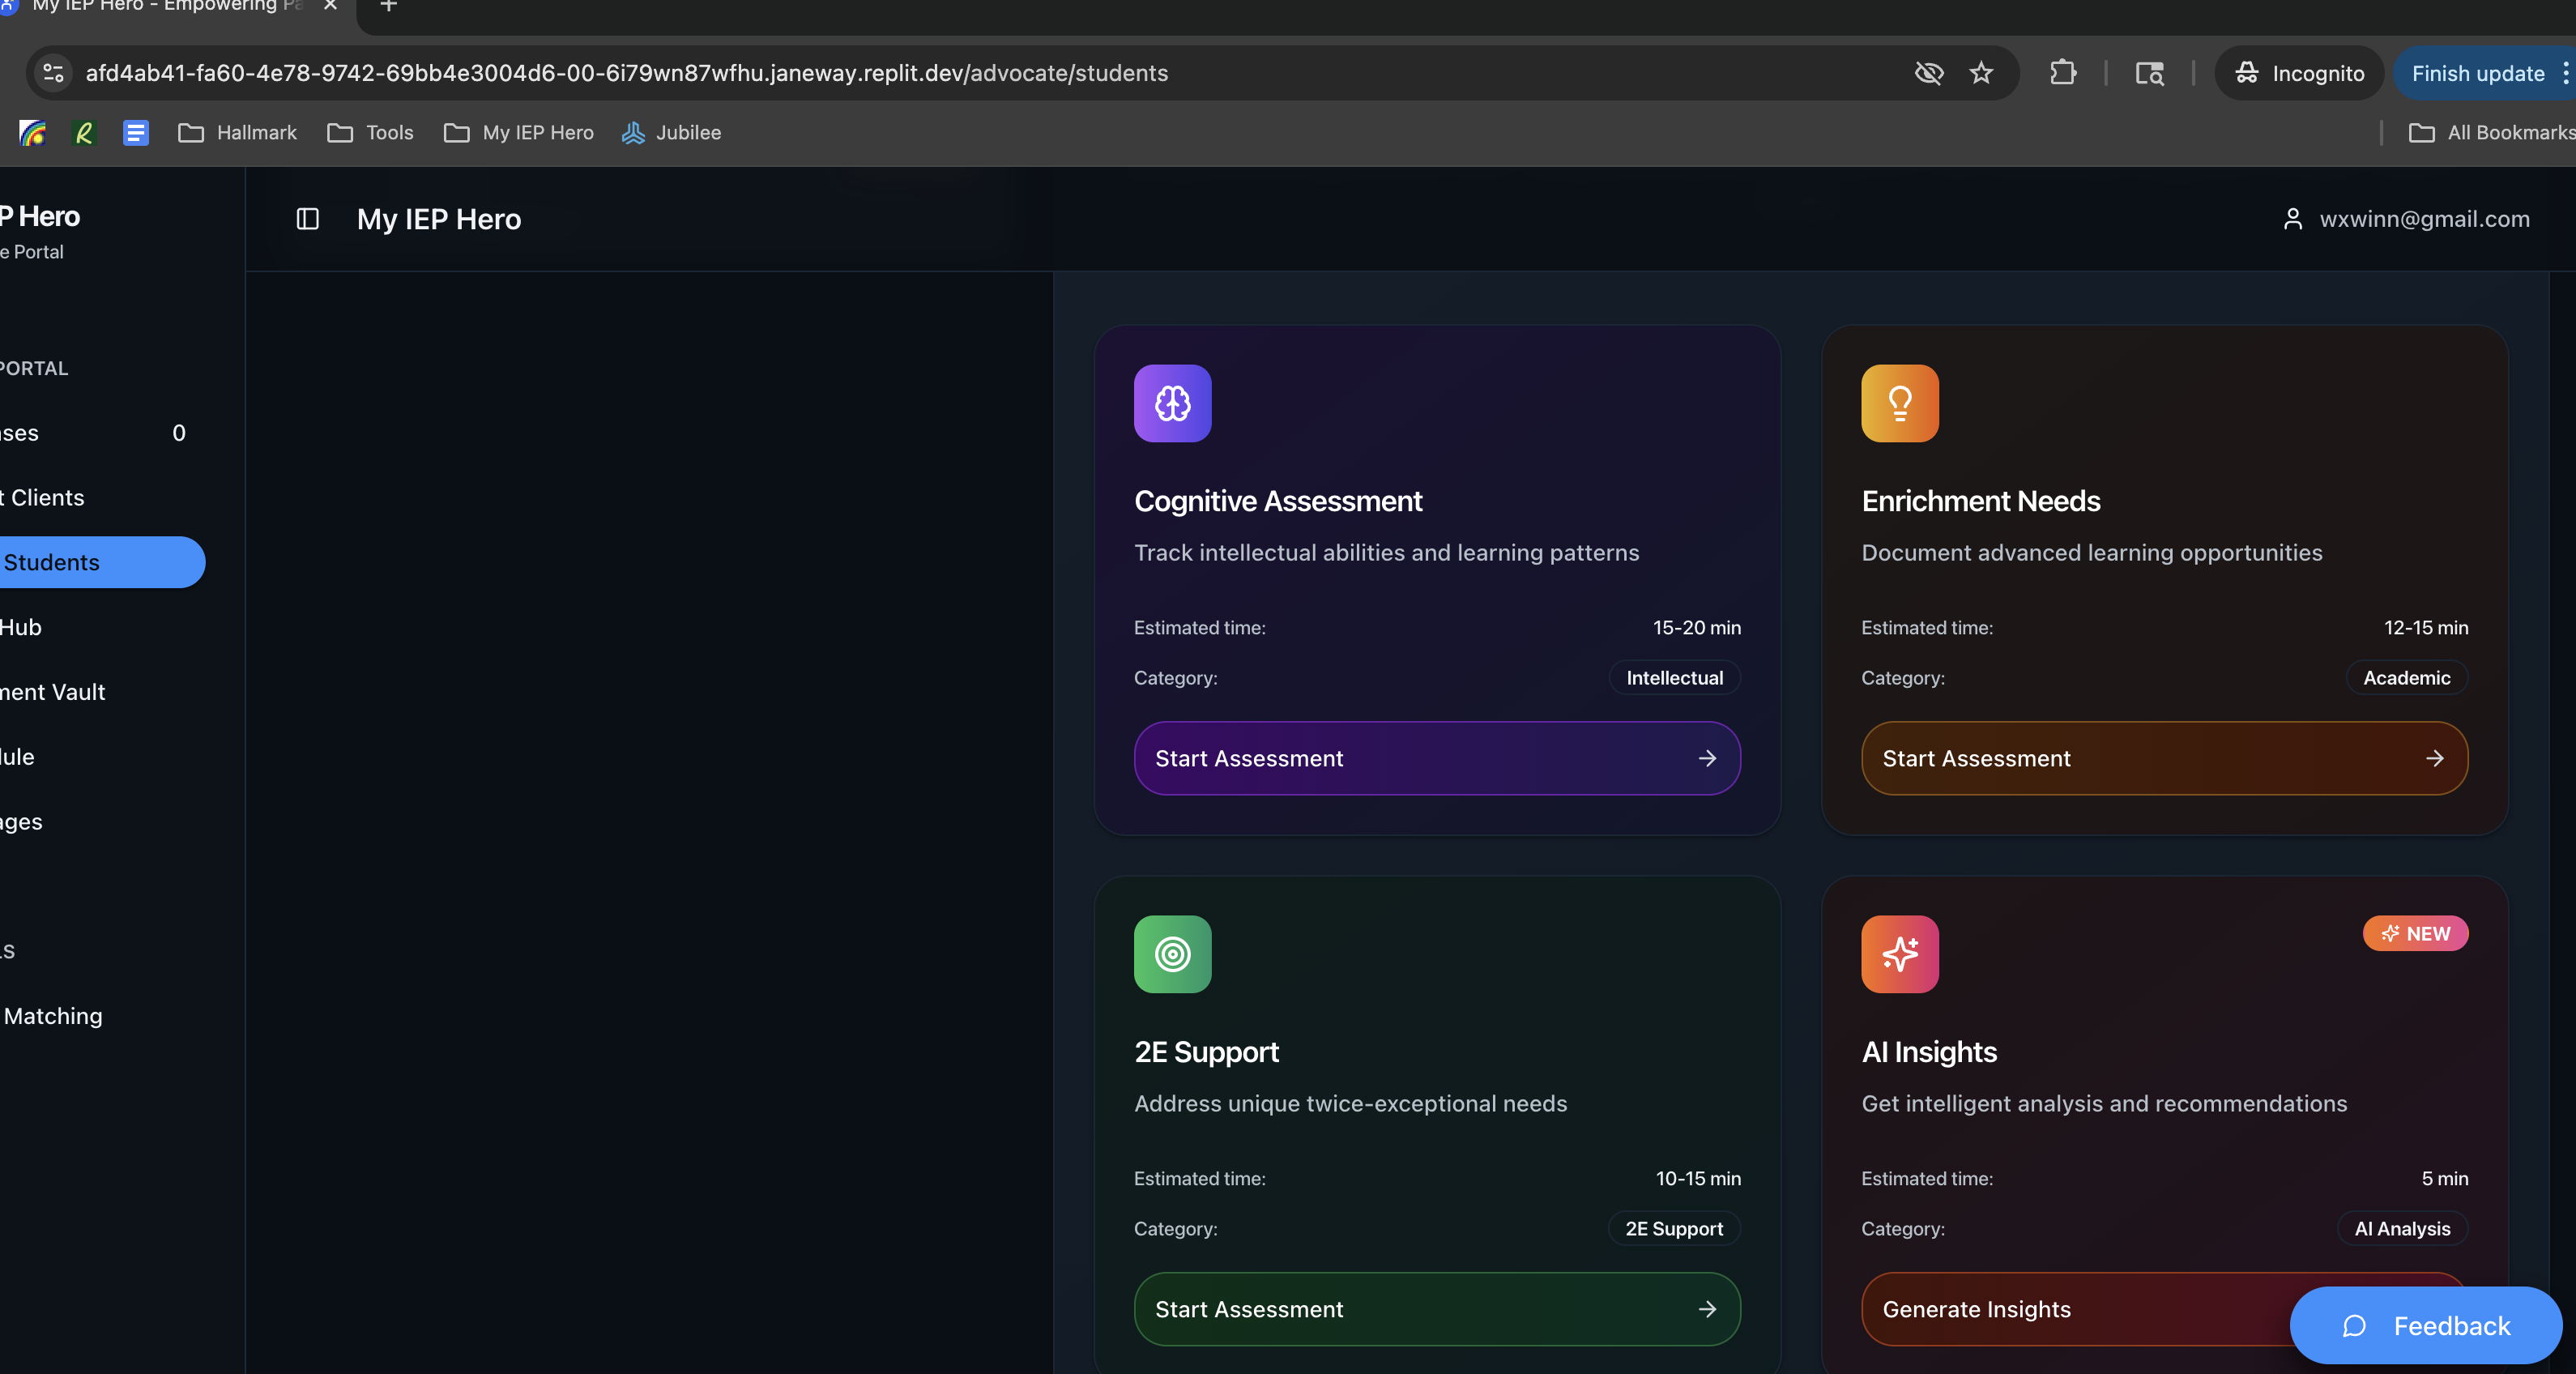 My IEP Hero - Empowering Pa
afd4ab41-fa60-4e78-9742-69bb4e3004d6-00-6i79wn87wfhu.janeway.replit.dev/advocate/students
Incognito
Finish update
Hallmark
Tools
My IEP Hero
Jubilee
All Bookmarks
P Hero
e Portal
My IEP Hero
wxwinn@gmail.com
PORTAL
ses 0
t Clients
Students
Hub
ment Vault
lule
ages
LS
Matching
Cognitive Assessment
Track intellectual abilities and learning patterns
Estimated time: 15-20 min
Category: Intellectual
Start Assessment
Enrichment Needs
Document advanced learning opportunities
Estimated time: 12-15 min
Category: Academic
Start Assessment
2E Support
Address unique twice-exceptional needs
Estimated time: 10-15 min
Category: 2E Support
Start Assessment
NEW
AI Insights
Get intelligent analysis and recommendations
Estimated time: 5 min
Category: AI Analysis
Generate Insights
Feedback